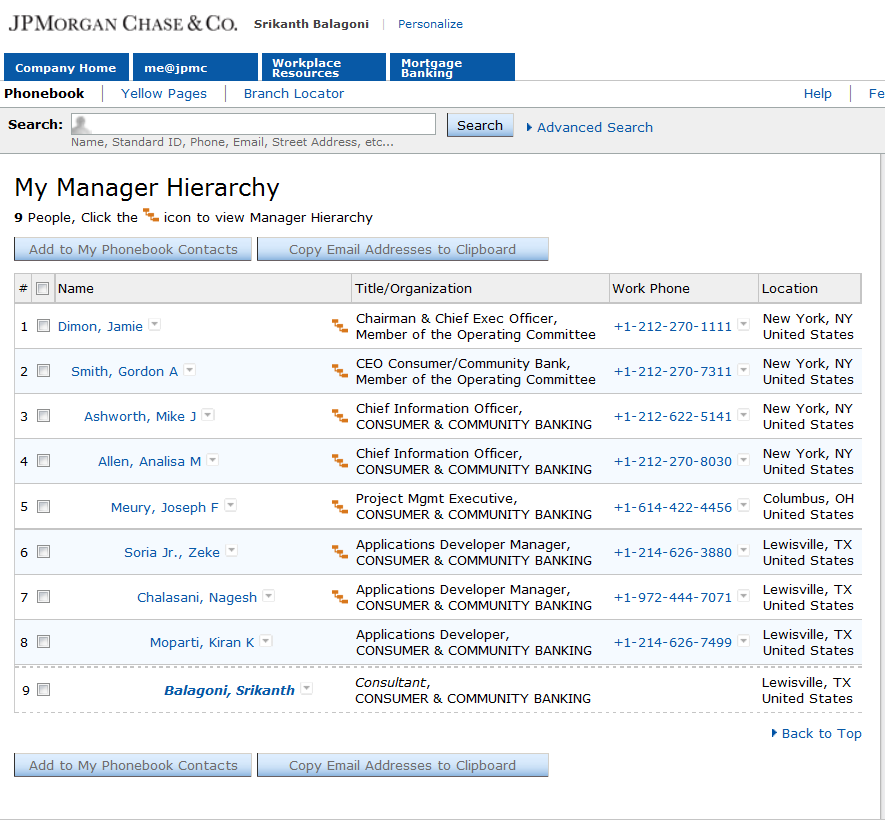 JPMORGAN CHASE & CO. Srikanth Balagoni | Personalize
Company Home me@jpmc Workplace Resources Mortgage Banking
Phonebook | Yellow Pages | Branch Locator Help | Fe
Search: Search Advanced Search
Name, Standard ID, Phone, Email, Street Address, etc...
My Manager Hierarchy
9 People, Click the icon to view Manager Hierarchy
Add to My Phonebook Contacts Copy Email Addresses to Clipboard
# Name Title/Organization Work Phone Location
1 Dimon, Jamie Chairman & Chief Exec Officer, +1-212-270-1111 New York, NY
Member of the Operating Committee United States
2 Smith, Gordon A CEO Consumer/Community Bank, +1-212-270-7311 New York, NY
Member of the Operating Committee United States
3 Ashworth, Mike J Chief Information Officer, +1-212-622-5141 New York, NY
CONSUMER & COMMUNITY BANKING United States
4 Allen, Analisa M Chief Information Officer, +1-212-270-8030 New York, NY
CONSUMER & COMMUNITY BANKING United States
5 Meury, Joseph F Project Mgmt Executive, +1-614-422-4456 Columbus, OH
CONSUMER & COMMUNITY BANKING United States
6 Soria Jr., Zeke Applications Developer Manager, +1-214-626-3880 Lewisville, TX
CONSUMER & COMMUNITY BANKING United States
7 Chalasani, Nagesh Applications Developer Manager, +1-972-444-7071 Lewisville, TX
CONSUMER & COMMUNITY BANKING United States
8 Moparti, Kiran K Applications Developer, +1-214-626-7499 Lewisville, TX
CONSUMER & COMMUNITY BANKING United States
9 Balagoni, Srikanth Consultant, Lewisville, TX
CONSUMER & COMMUNITY BANKING United States
Back to Top
Add to My Phonebook Contacts Copy Email Addresses to Clipboard